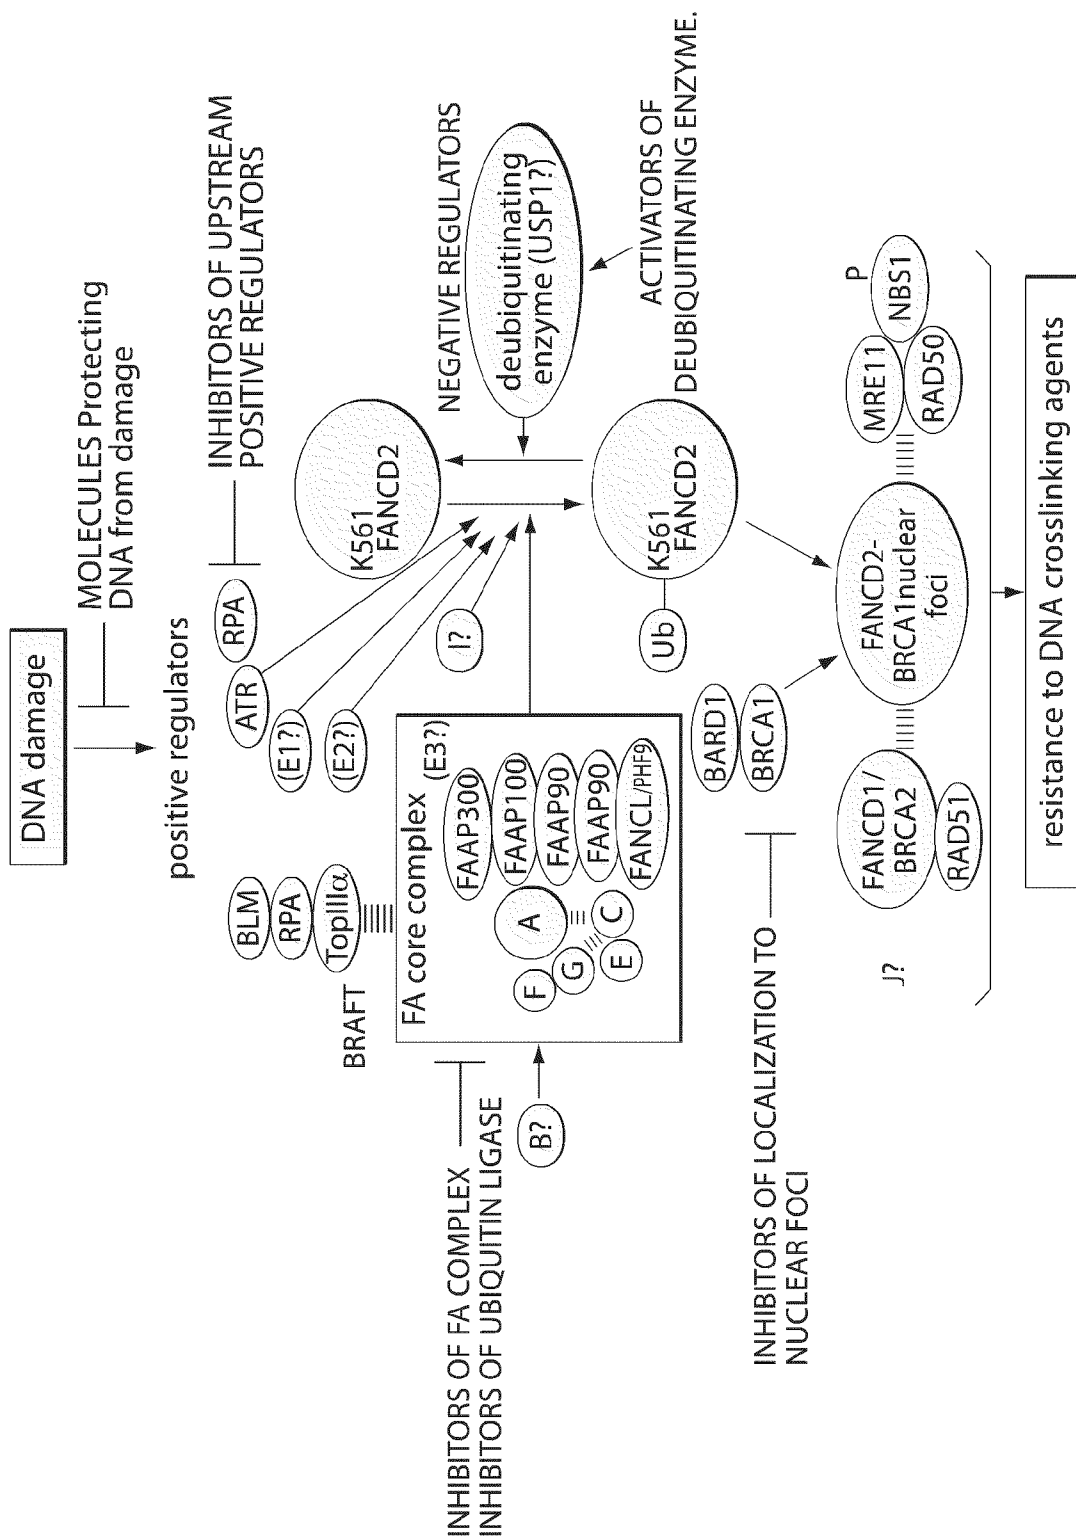 DNA damage
MOLECULES Protecting
DNA from damage
positive regulators
INHIBITORS OF UPSTREAM
POSITIVE REGULATORS
BLM
RPA
TopIIIα
BRAFT
RPA
ATR
(E1?)
(E2?)
I?
K561
FANCD2
NEGATIVE REGULATORS
deubiquitinating
enzyme (USP1?)
ACTIVATORS OF
DEUBIQUITINATING ENZYME.
INHIBITORS OF FA COMPLEX
INHIBITORS OF UBIQUITIN LIGASE
B?
FA core complex
(E3?)
FAAP300
FAAP100
FAAP90
FAAP90
FANCL/PHF9
A
F
G
C
E
Ub
K561
FANCD2
BARD1
BRCA1
INHIBITORS OF LOCALIZATION TO
NUCLEAR FOCI
J?
FANCD1/
BRCA2
RAD51
FANCD2-
BRCA1nuclear
foci
MRE11
P
NBS1
RAD50
resistance to DNA crosslinking agents